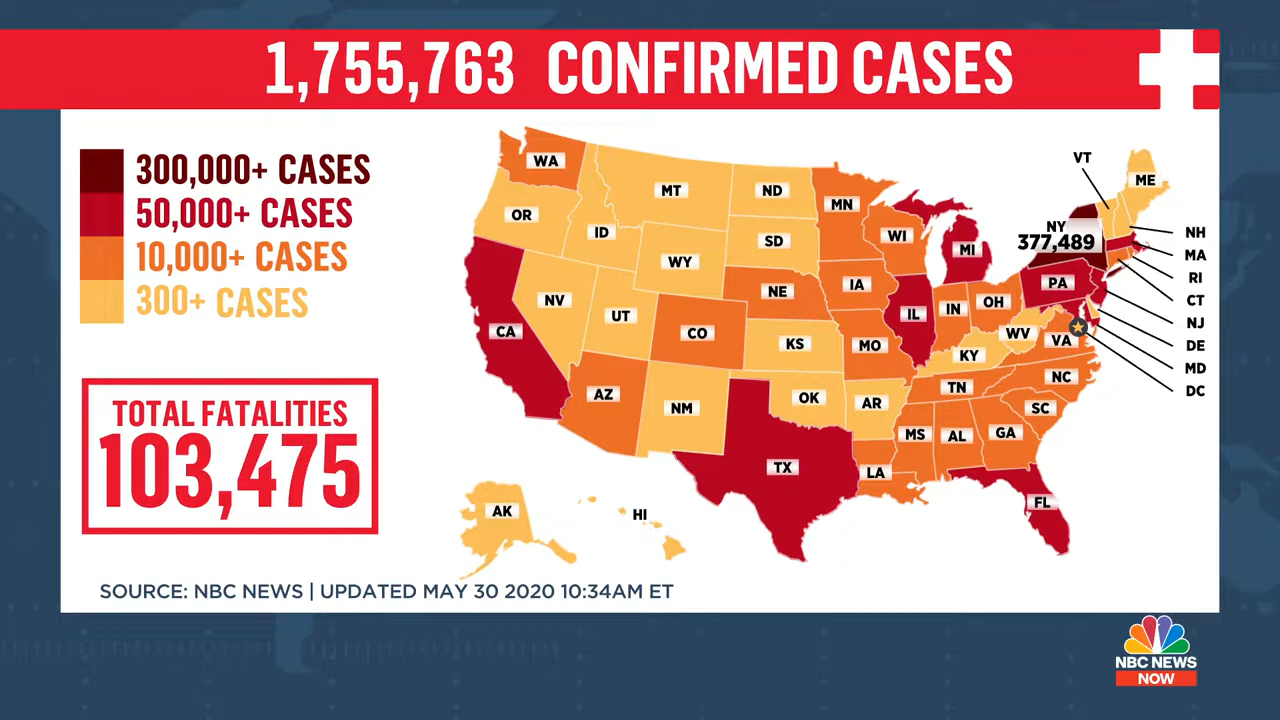 1,755,763 CONFIRMED CASES
300,000+ CASES
50,000+ CASES
10,000+ CASES
300+ CASES
TOTAL FATALITIES
103,475
WA
MT
ND
MN
OR
ID
SD
WI
MI
WY
NE
IA
NV
UT
CO
IL
IN
OH
PA
NY
377,489
VT
ME
NH
MA
RI
CT
NJ
DE
MD
DC
CA
KS
MO
KY
WV
VA
AZ
NM
OK
AR
TN
NC
SC
MS
AL
GA
TX
LA
FL
AK
HI
SOURCE: NBC NEWS | UPDATED MAY 30 2020 10:34AM ET
NBC NEWS
NOW